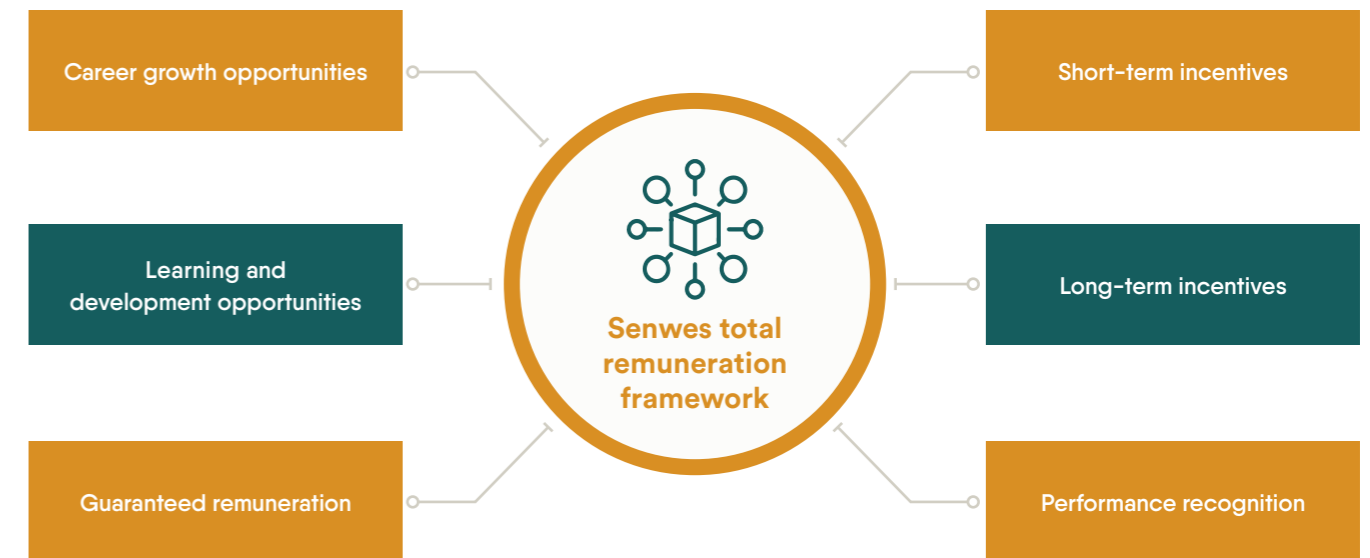 Career growth opportunities
Short-term incentives
Learning and
development opportunities
Long-term incentives
Senwes total
remuneration
framework
Guaranteed remuneration
Performance recognition